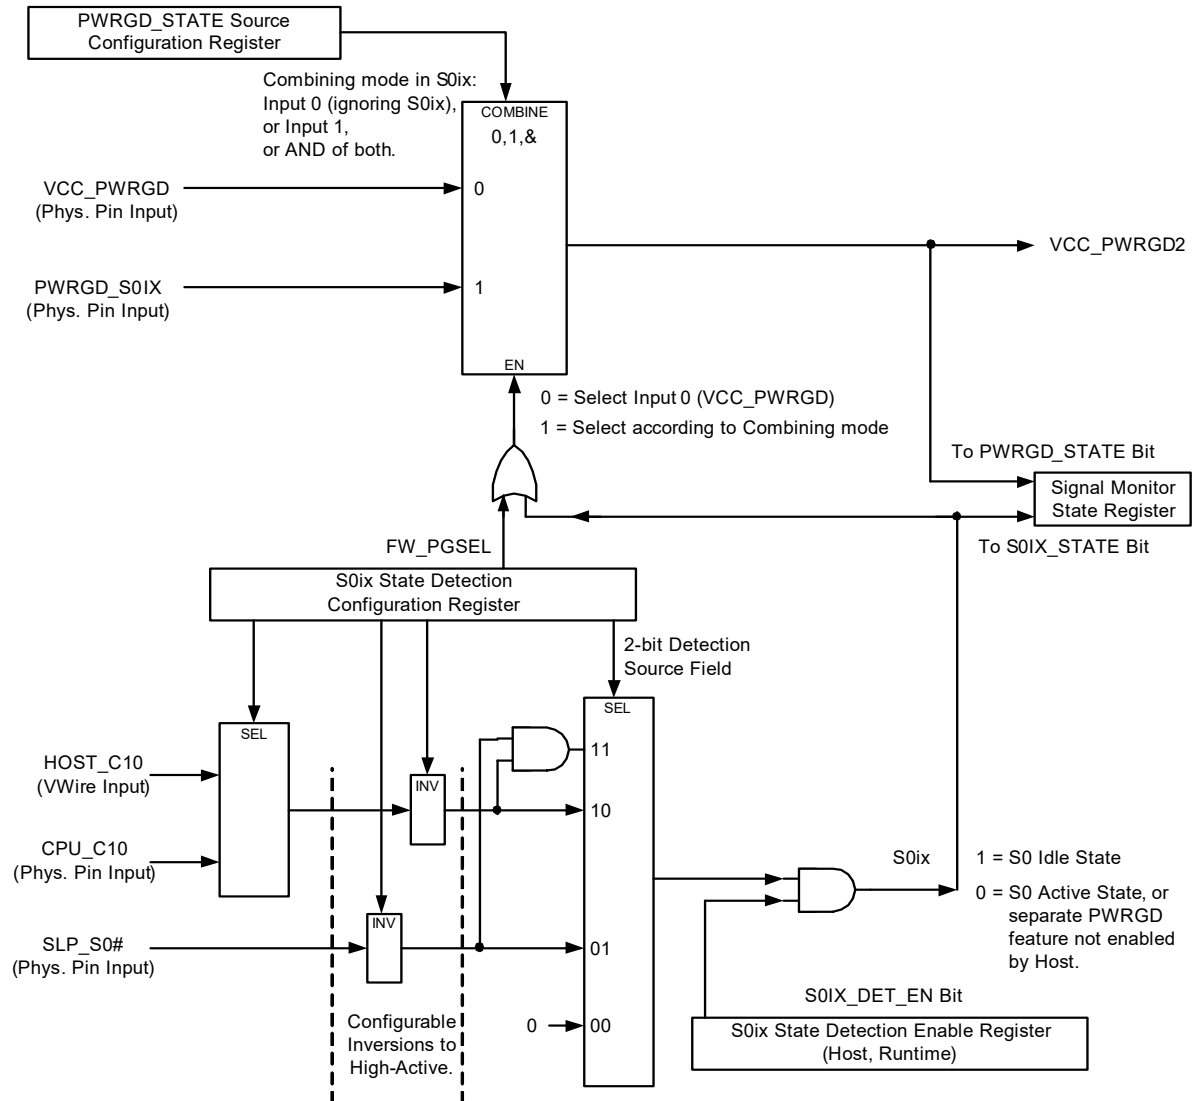 PWRGD_STATE Source
Configuration Register
Combining mode in S0ix:
Input 0 (ignoring S0ix),
or Input 1,
or AND of both.
COMBINE
0,1,&
VCC_PWRGD
(Phys. Pin Input)
0
VCC_PWRGD2
PWRGD_S0IX
(Phys. Pin Input)
1
EN
0 = Select Input 0 (VCC_PWRGD)
1 = Select according to Combining mode
To PWRGD_STATE Bit
Signal Monitor
State Register
To S0IX_STATE Bit
FW_PGSEL
S0ix State Detection
Configuration Register
2-bit Detection
Source Field
SEL
SEL
HOST_C10
(VWire Input)
INV
11
10
CPU_C10
(Phys. Pin Input)
S0ix
1 = S0 Idle State
0 = S0 Active State, or
separate PWRGD
feature not enabled
by Host.
INV
SLP_S0#
(Phys. Pin Input)
01
S0IX_DET_EN Bit
Configurable
Inversions to
High-Active.
0
00
S0ix State Detection Enable Register
(Host, Runtime)